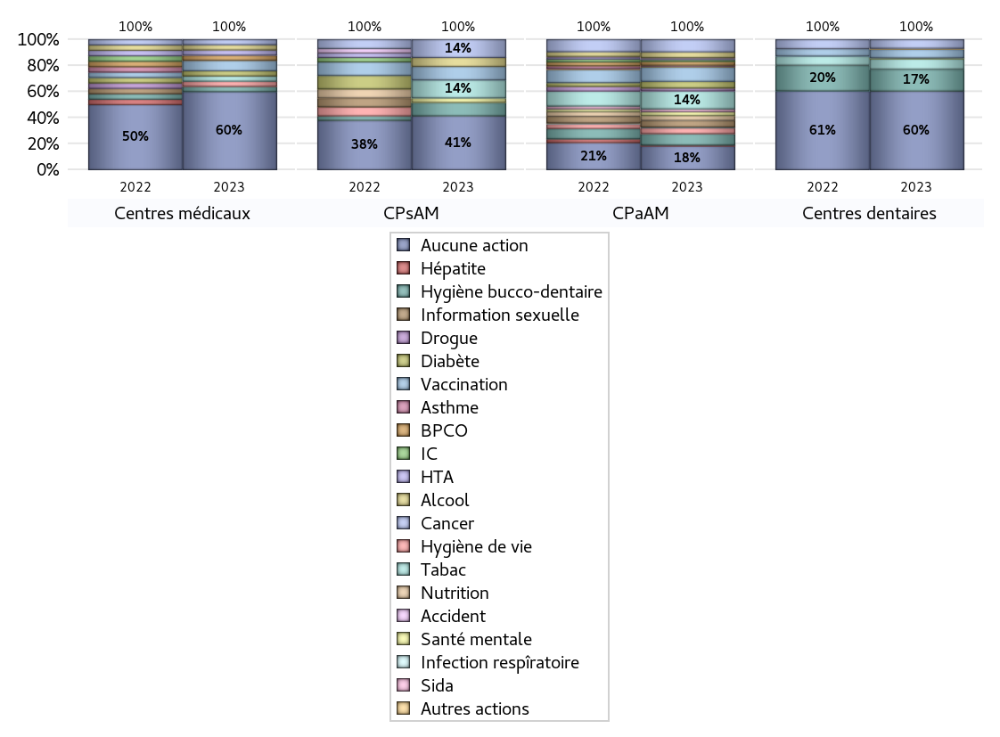 100% 100% 100% 100% 100% 100% 100% 100%
100%
80%
60%
40%
20%
0%
50% 60%
38% 14% 14% 41%
21% 14% 18%
20% 17% 61% 60%
2022 2023 2022 2023 2022 2023 2022 2023
Centres médicaux CPsAM CPaAM Centres dentaires
Aucune action
Hépatite
Hygiène bucco-dentaire
Information sexuelle
Drogue
Diabète
Vaccination
Asthme
BPCO
IC
HTA
Alcool
Cancer
Hygiène de vie
Tabac
Nutrition
Accident
Santé mentale
Infection respîratoire
Sida
Autres actions